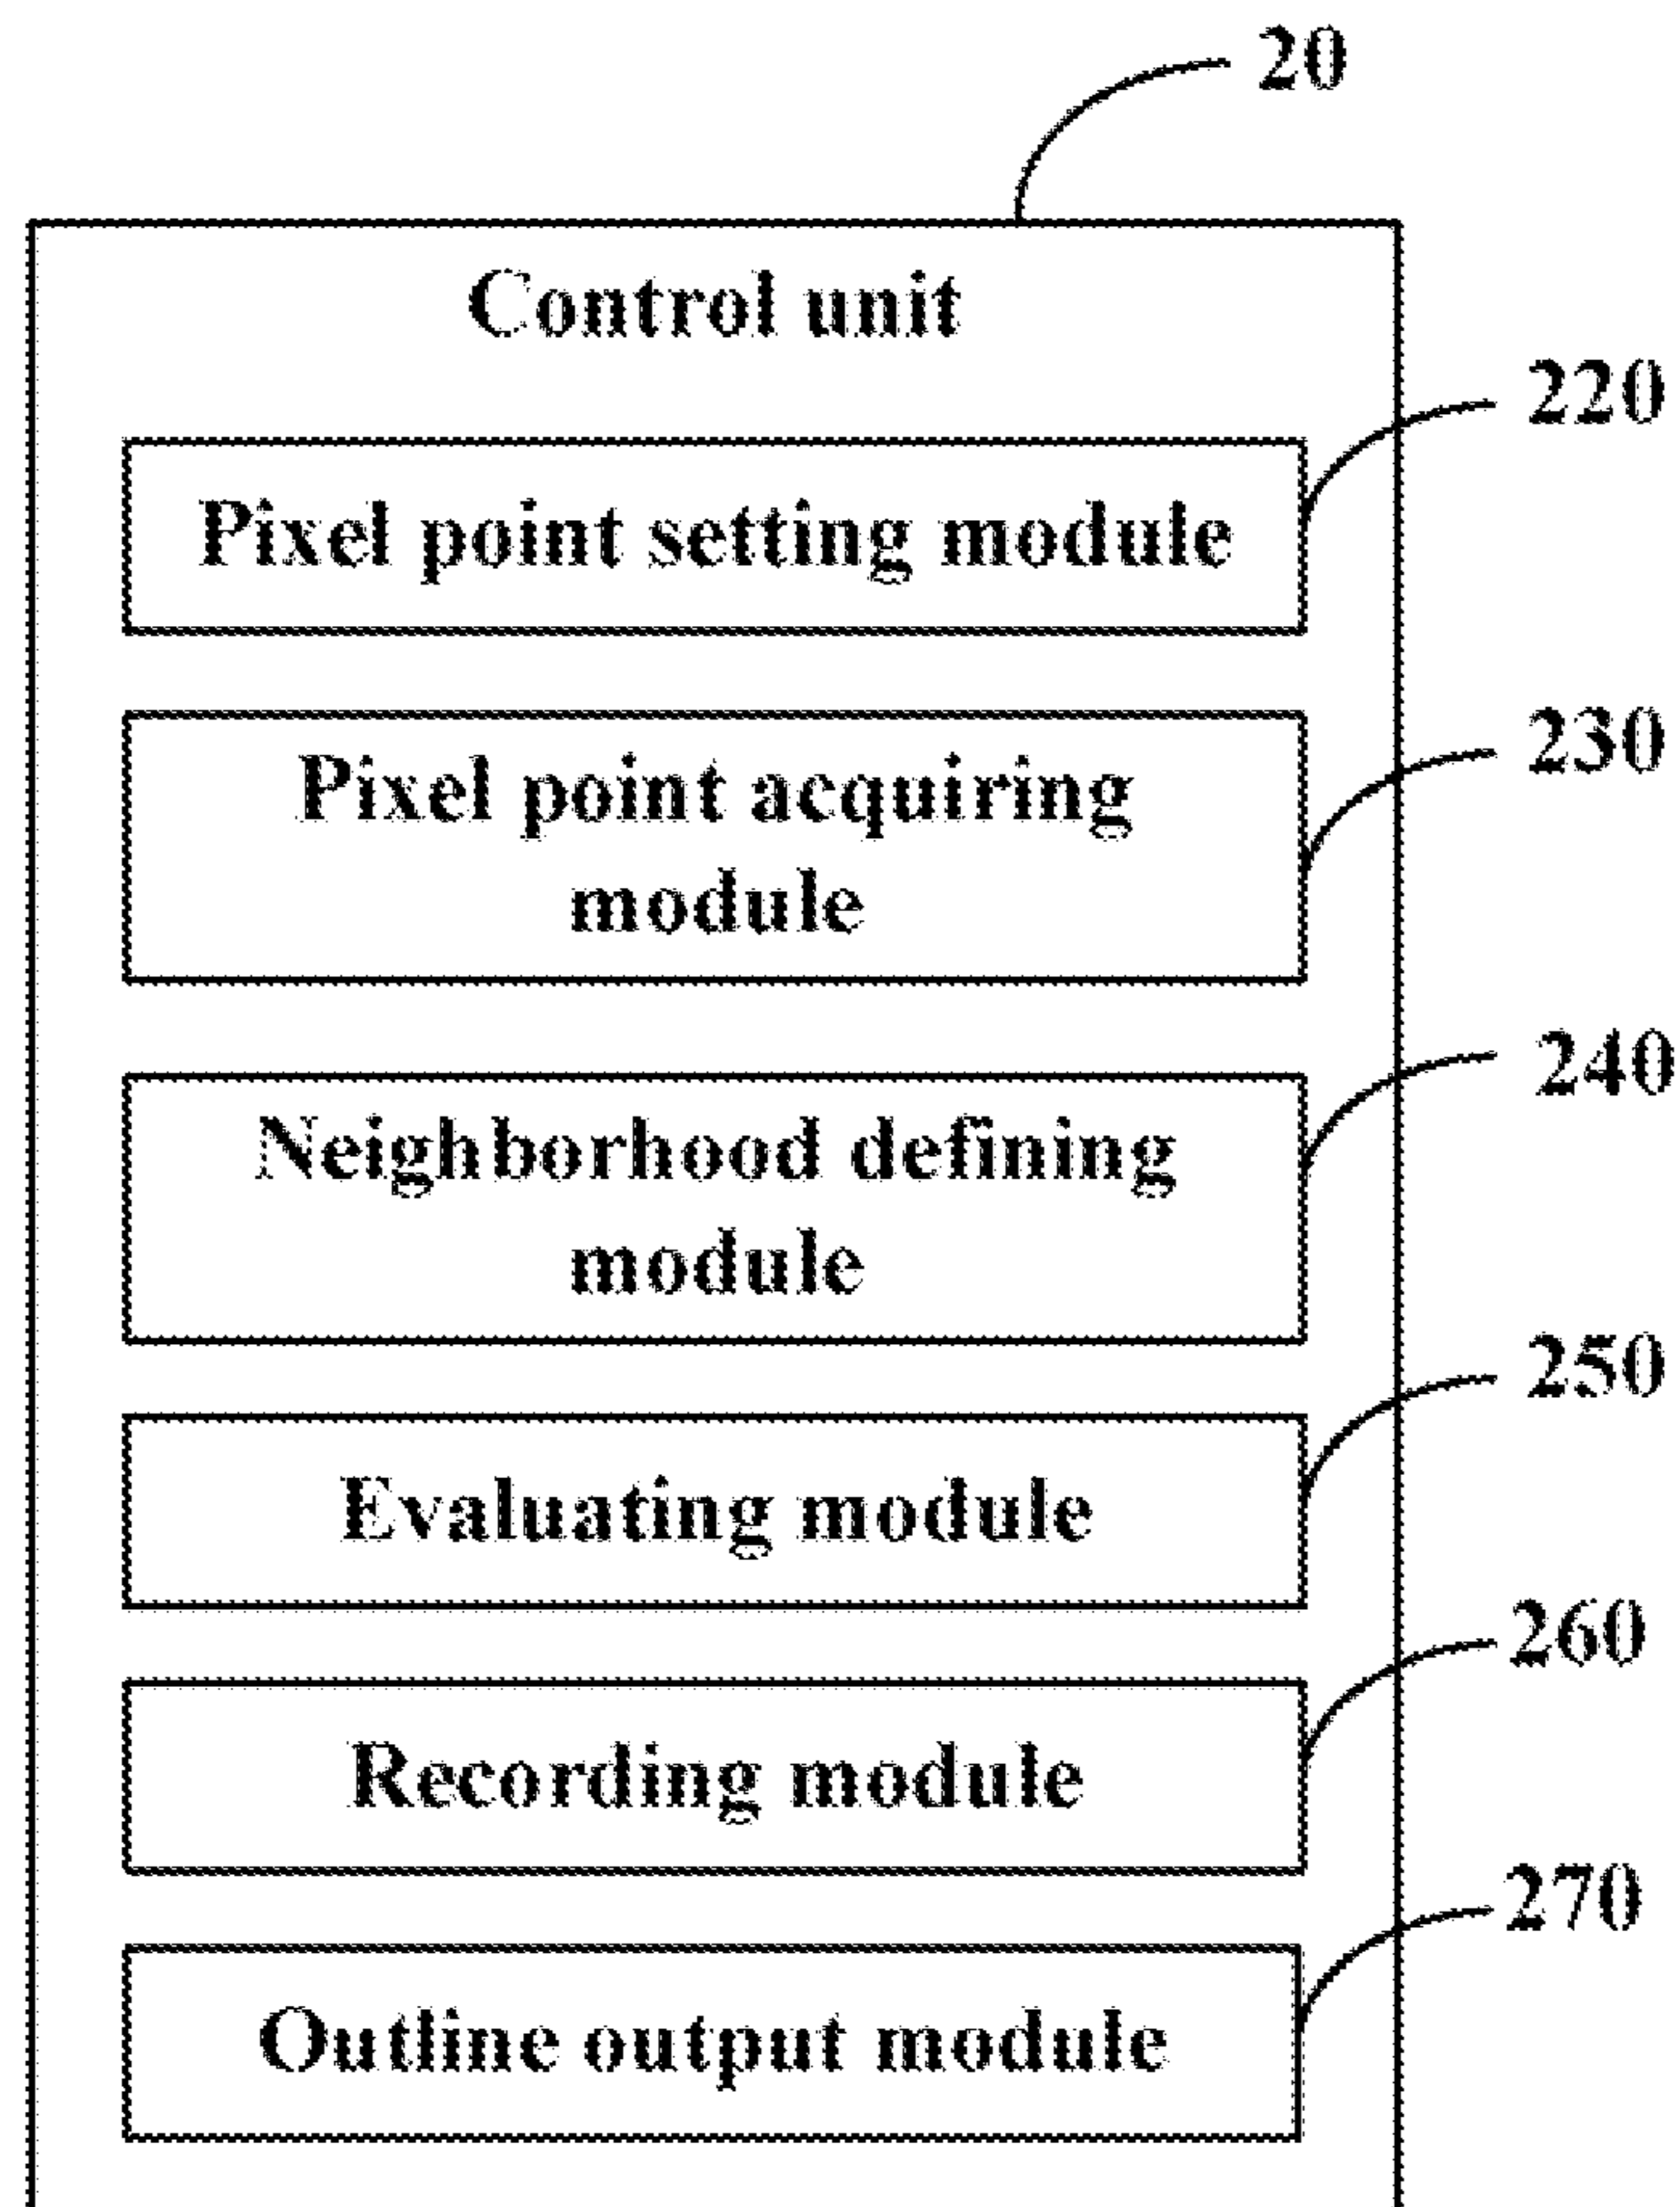 20
Control unit
220
Pixel point setting module
230
Pixel point acquiring
module
240
Neighborhood defining
module
250
Evaluating module
260
Recording module
270
Outline output module